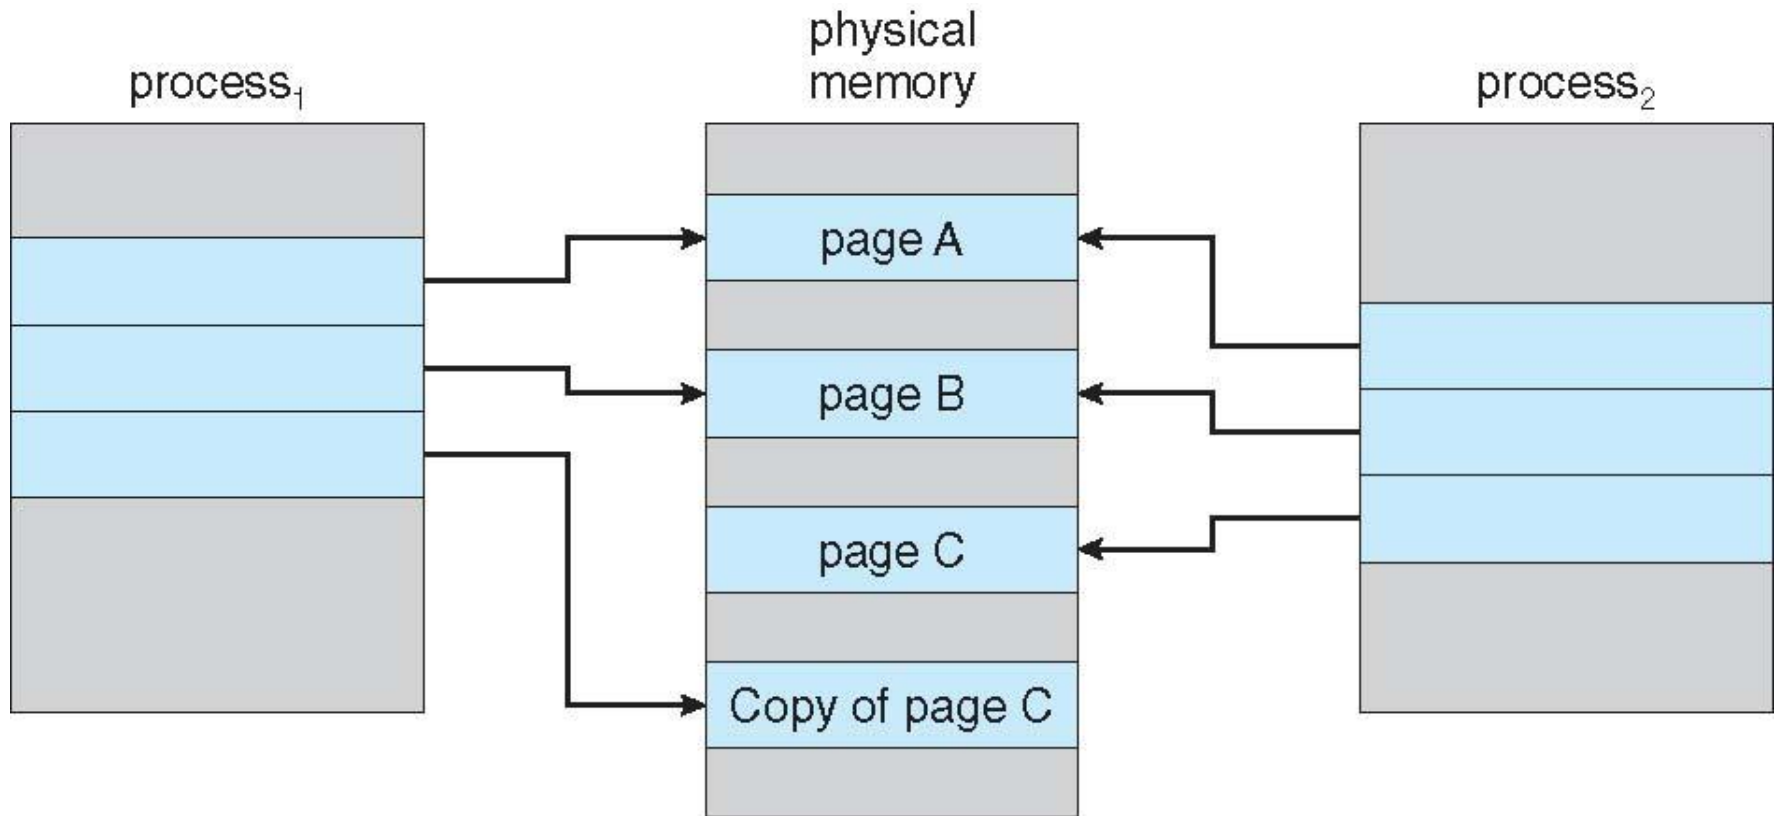 process₁
physical
memory
process₂
page A
page B
page C
Copy of page C